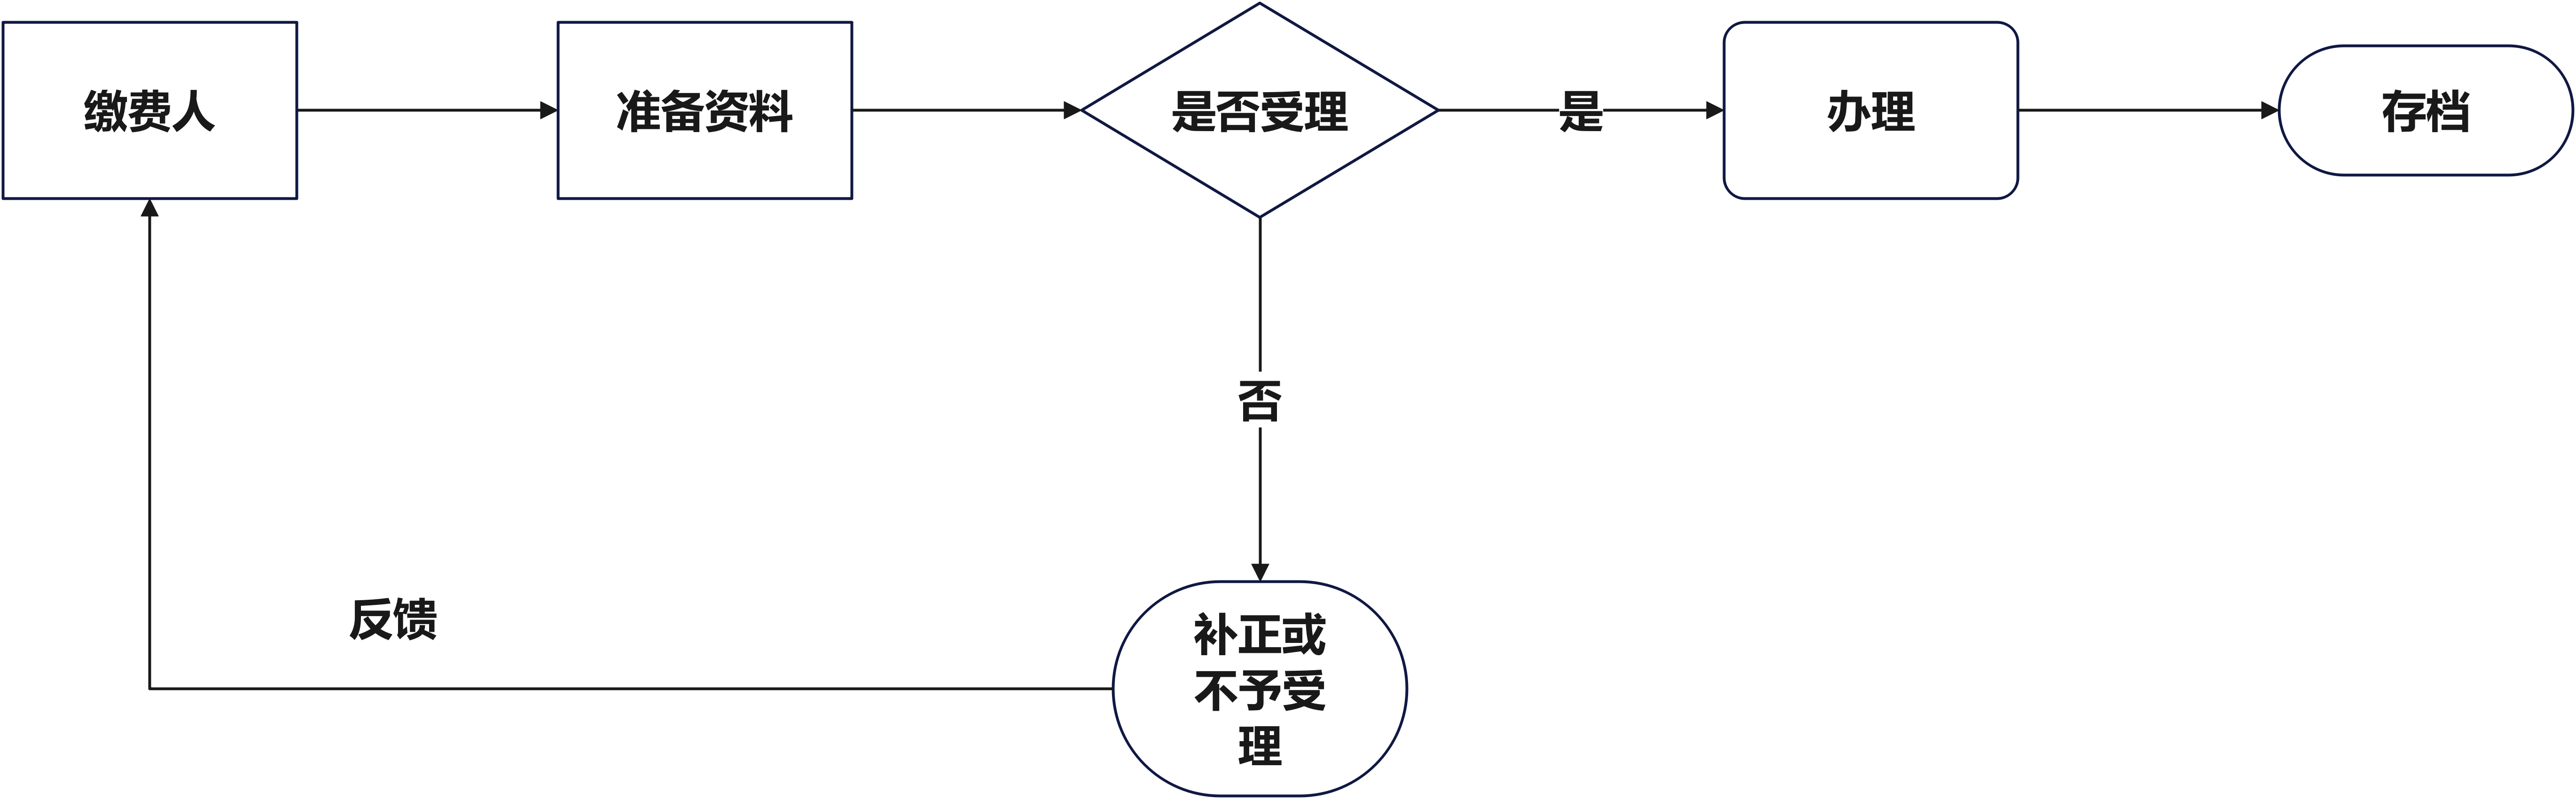 缴费人
准备资料
是否受理
是
办理
存档
否
反馈
补正或
不予受
理